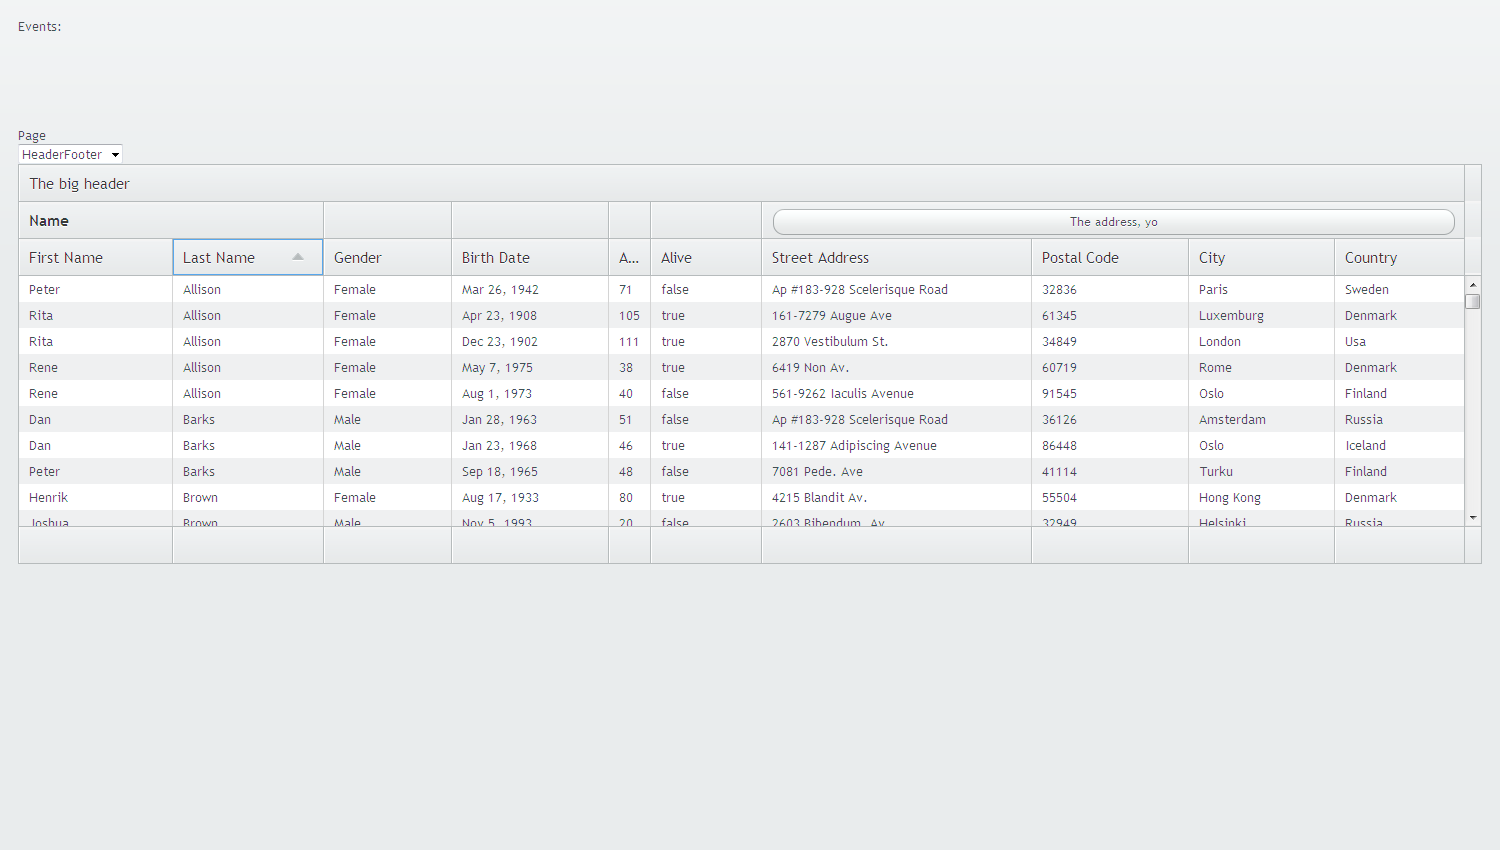 Events:
Page
HeaderFooter
The big header
Name The address, yo
First Name Last Name Gender Birth Date A... Alive Street Address Postal Code City Country
Peter Allison Female Mar 26, 1942 71 false Ap #183-928 Scelerisque Road 32836 Paris Sweden
Rita Allison Female Apr 23, 1908 105 true 161-7279 Augue Ave 61345 Luxemburg Denmark
Rita Allison Female Dec 23, 1902 111 true 2870 Vestibulum St. 34849 London Usa
Rene Allison Female May 7, 1975 38 true 6419 Non Av. 60719 Rome Denmark
Rene Allison Female Aug 1, 1973 40 false 561-9262 Iaculis Avenue 91545 Oslo Finland
Dan Barks Male Jan 28, 1963 51 false Ap #183-928 Scelerisque Road 36126 Amsterdam Russia
Dan Barks Male Jan 23, 1968 46 true 141-1287 Adipiscing Avenue 86448 Oslo Iceland
Peter Barks Male Sep 18, 1965 48 false 7081 Pede. Ave 41114 Turku Finland
Henrik Brown Female Aug 17, 1933 80 true 4215 Blandit Av. 55504 Hong Kong Denmark
Joshua Brown Male Nov 5, 1993 20 false 2603 Bibendum. Av 32949 Helsinki Russia